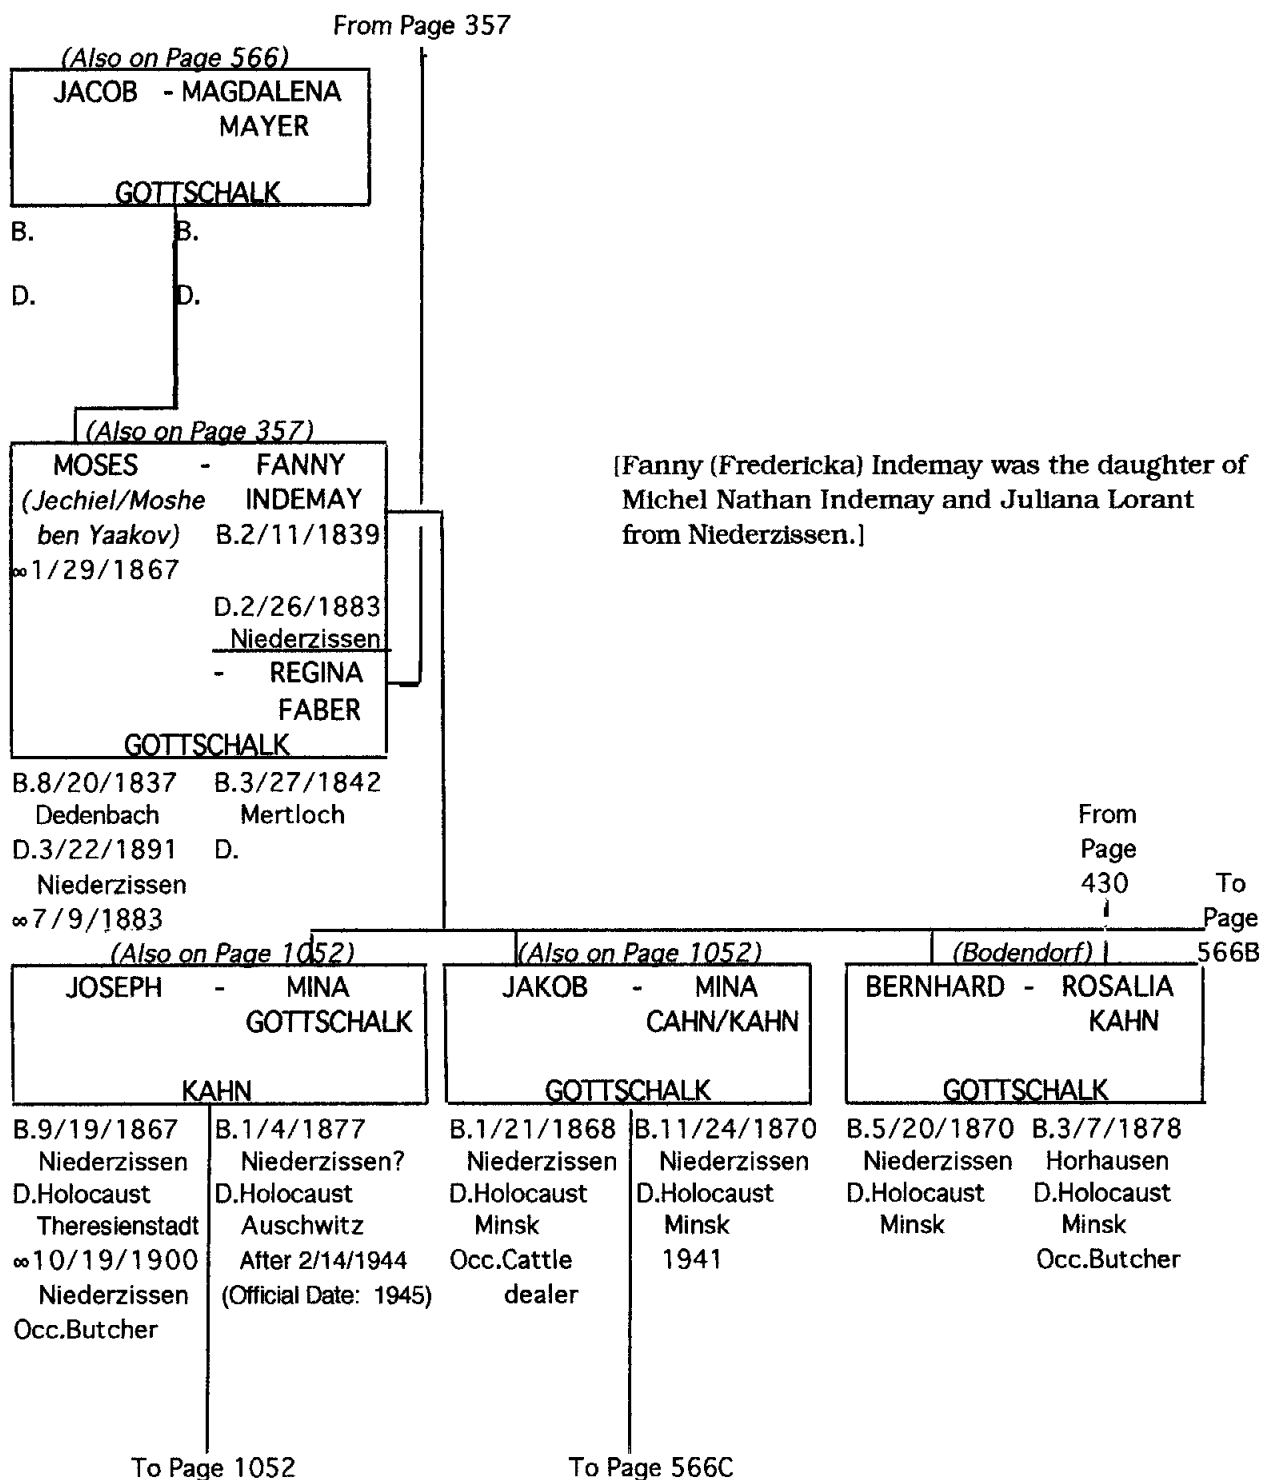 From Page 357
(Also on Page 566)
JACOB - MAGDALENA
MAYER
GOTTSCHALK
B. B.
D. D.
(Also on Page 357)
MOSES - FANNY
(Jechiel/Moshe INDEMAY
ben Yaakov) B.2/11/1839
∞1/29/1867
D.2/26/1883
Niederzissen
- REGINA
FABER
GOTTSCHALK
B.8/20/1837 B.3/27/1842
Dedenbach Mertloch
D.3/22/1891 D.
Niederzissen
∞7/9/1883
[Fanny (Fredericka) Indemay was the daughter of
Michel Nathan Indemay and Juliana Lorant
from Niederzissen.]
From
Page
430
To
Page
566B
(Also on Page 1052)
JOSEPH - MINA
GOTTSCHALK
KAHN
B.9/19/1867 B.1/4/1877
Niederzissen Niederzissen?
D.Holocaust D.Holocaust
Theresienstadt Auschwitz
∞10/19/1900 After 2/14/1944
Niederzissen (Official Date: 1945)
Occ.Butcher
To Page 1052
(Also on Page 1052)
JAKOB - MINA
CAHN/KAHN
GOTTSCHALK
B.1/21/1868 B.11/24/1870
Niederzissen Niederzissen
D.Holocaust D.Holocaust
Minsk Minsk
Occ.Cattle 1941
dealer
To Page 566C
(Bodendorf)
BERNHARD - ROSALIA
KAHN
GOTTSCHALK
B.5/20/1870 B.3/7/1878
Niederzissen Horhausen
D.Holocaust D.Holocaust
Minsk Minsk
Occ.Butcher